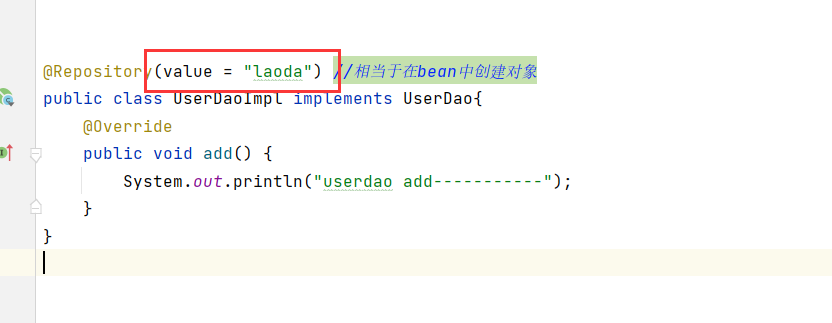 @Repository(value = "laoda") //相当于在bean中创建对象
public class UserDaoImpl implements UserDao{
@Override
public void add() {
System.out.println("userdao add-----------");
}
}